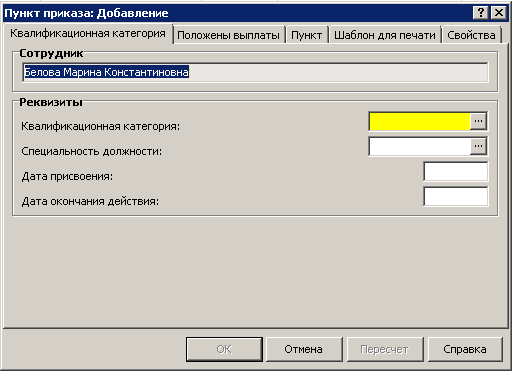 Пункт приказа: Добавление
Квалификационная категория Положены выплаты Пункт Шаблон для печати Свойства
Сотрудник
Белова Марина Константиновна
Реквизиты
Квалификационная категория: ...
Специальность должности: ...
Дата присвоения:
Дата окончания действия:
OK Отмена Пересчет Справка